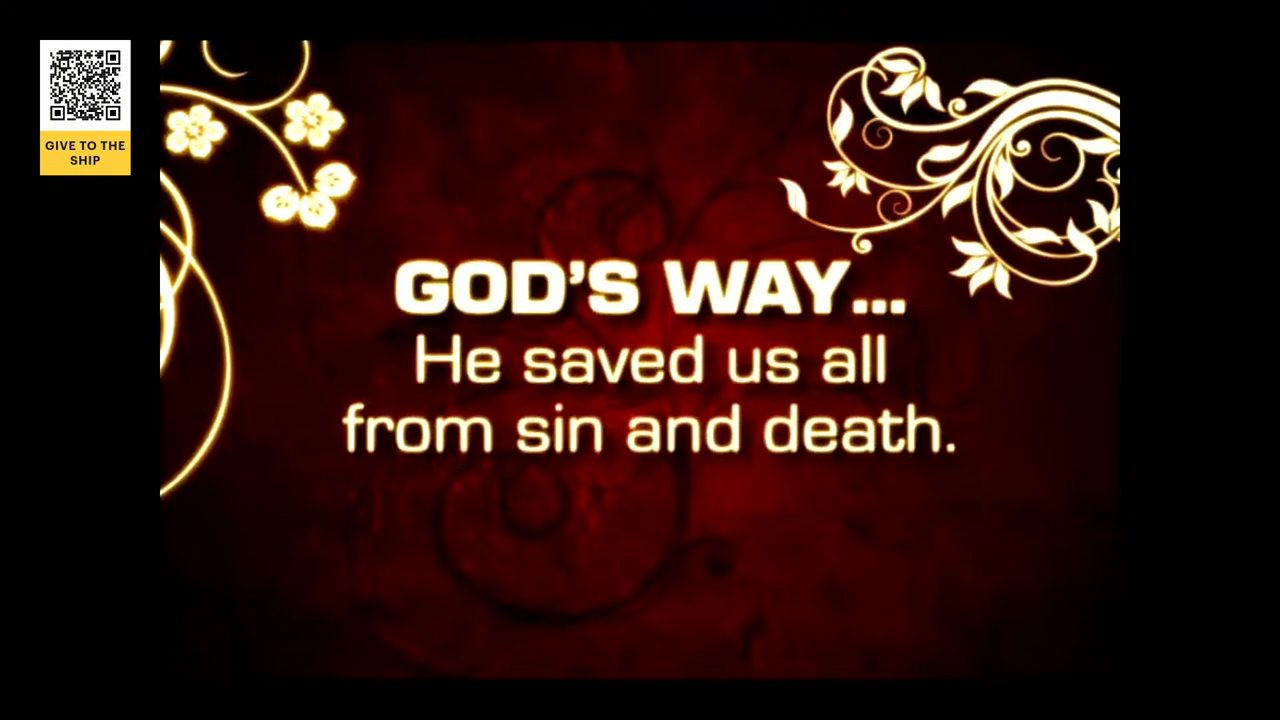 GIVE TO THE
SHIP
GOD'S WAY...
He saved us all
from sin and death.